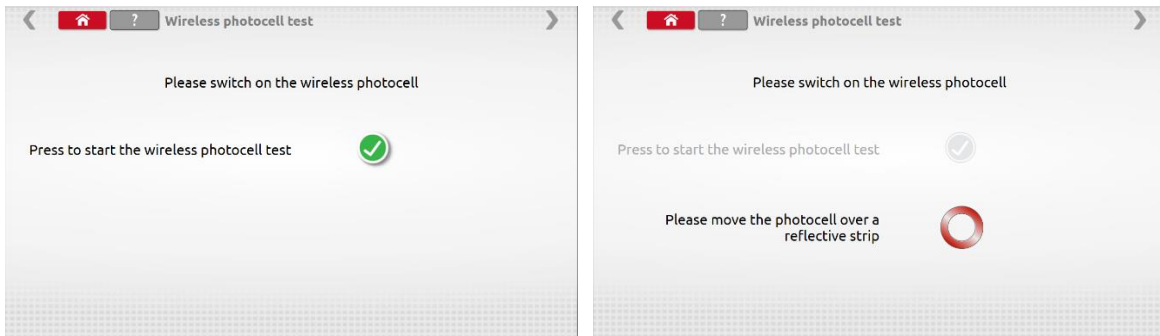 ? Wireless photocell test
Please switch on the wireless photocell
Press to start the wireless photocell test
? Wireless photocell test
Please switch on the wireless photocell
Press to start the wireless photocell test
Please move the photocell over a
reflective strip